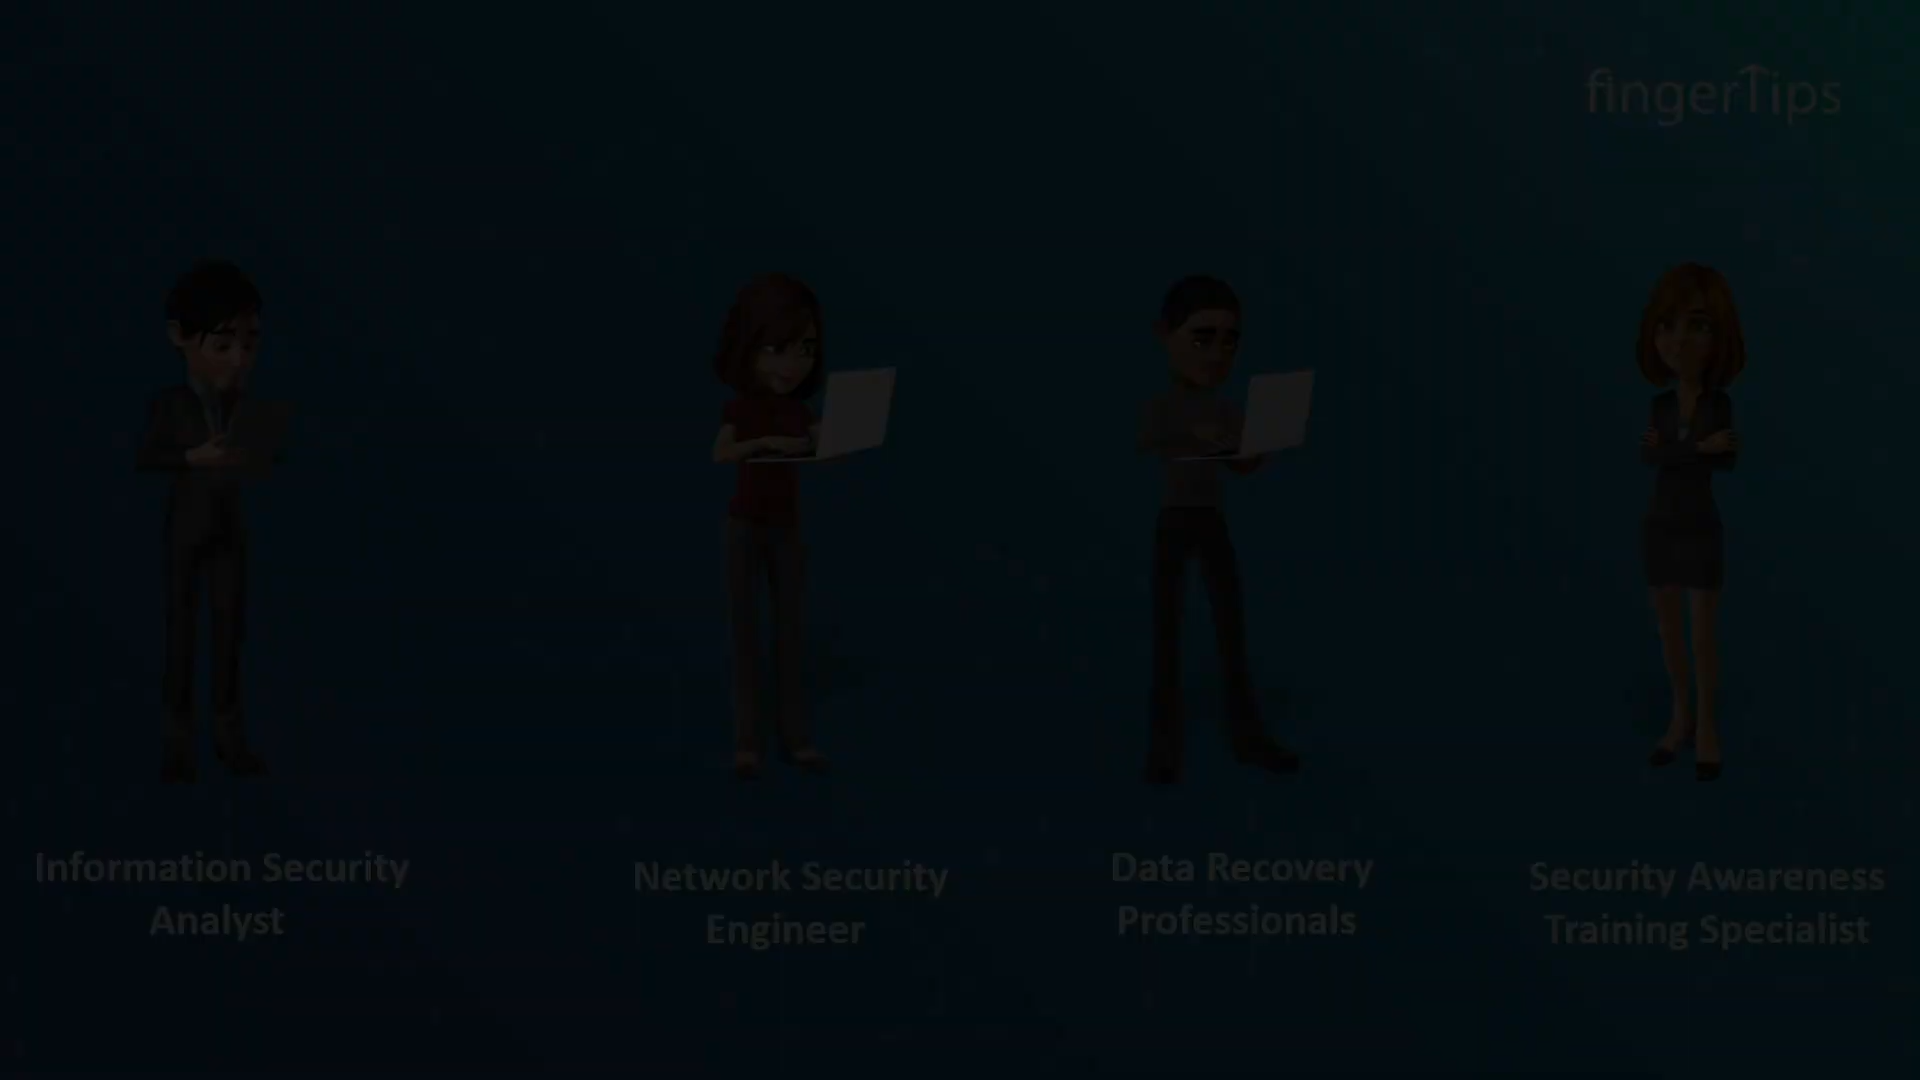 fingerTips
Information Security
Analyst
Network Security
Engineer
Data Recovery
Professionals
Security Awareness
Training Specialist